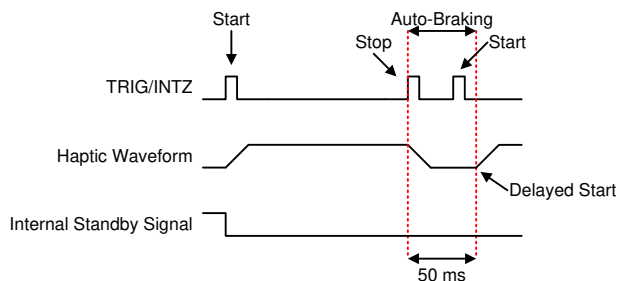 Auto-Braking
Start
Stop
Start
TRIG/INTZ
Haptic Waveform
Delayed Start
Internal Standby Signal
50 ms